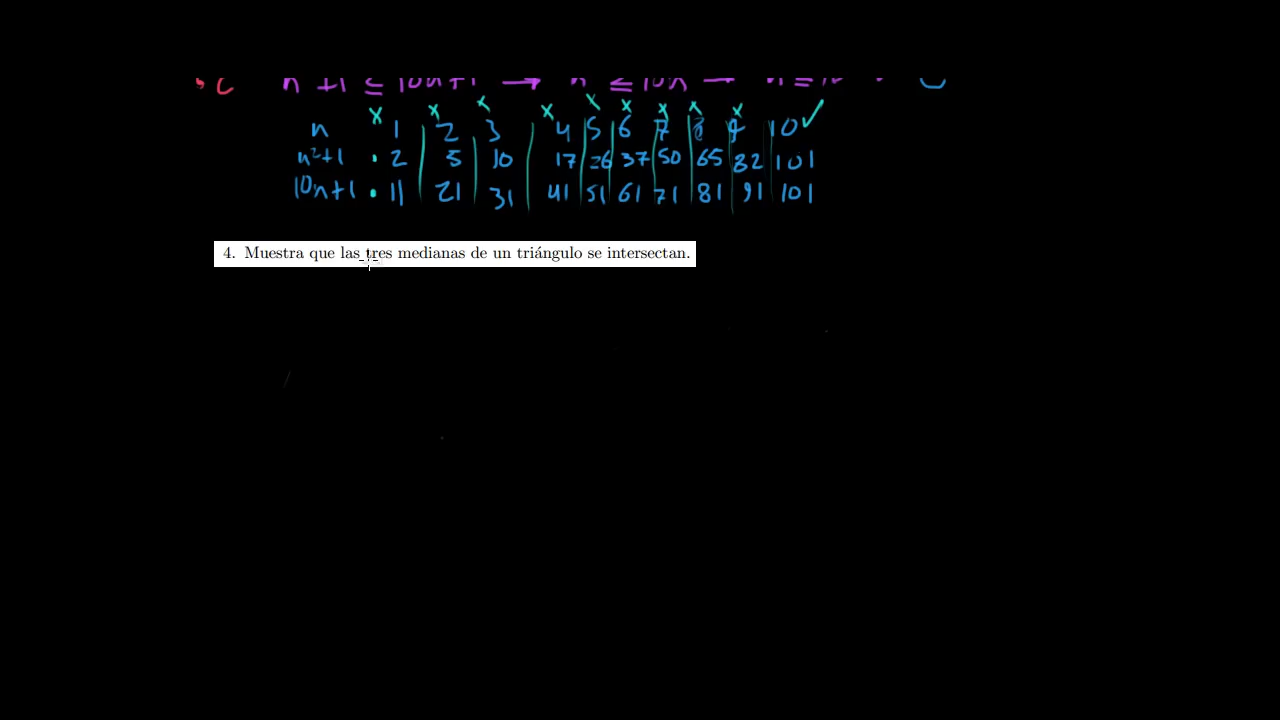 n 1 2 3 4 5 6 7 8 9 10
n²+1 2 5 10 17 26 37 50 65 82 101
10n+1 11 21 31 41 51 61 71 81 91 101
4. Muestra que las tres medianas de un triángulo se intersectan.